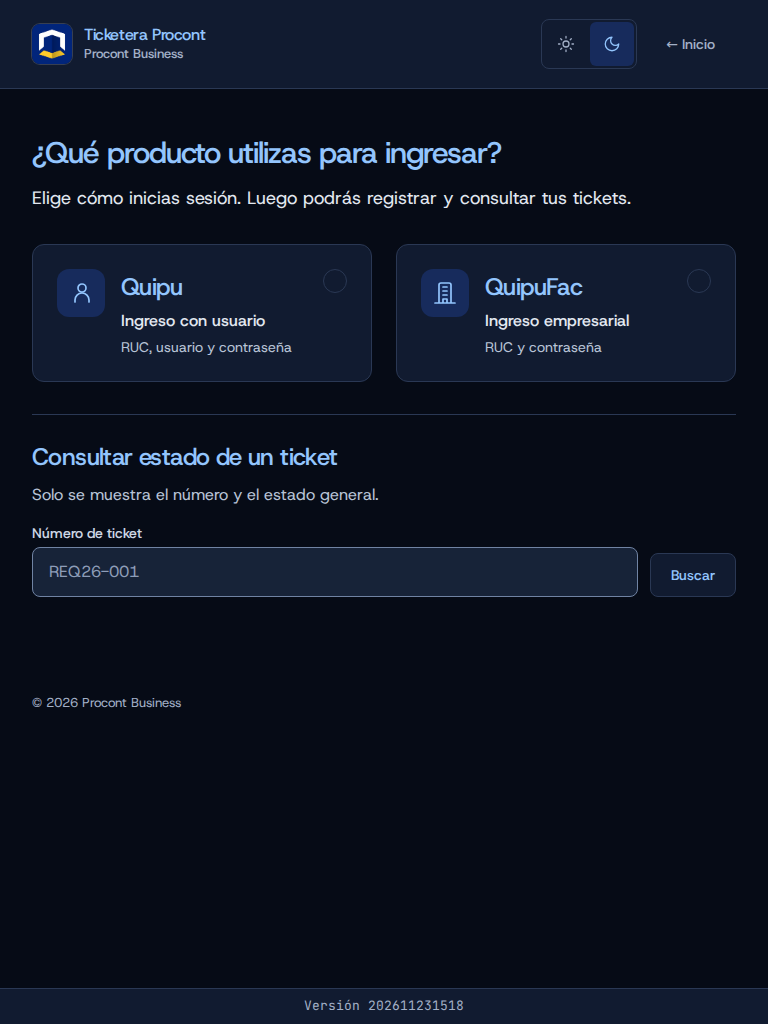 Ticketera Procont
Procont Business
← Inicio
¿Qué producto utilizas para ingresar?
Elige cómo inicias sesión. Luego podrás registrar y consultar tus tickets.
Quipu
Ingreso con usuario
RUC, usuario y contraseña
QuipuFac
Ingreso empresarial
RUC y contraseña
Consultar estado de un ticket
Solo se muestra el número y el estado general.
Número de ticket
REQ26-001
Buscar
© 2026 Procont Business
Versión 202611231518